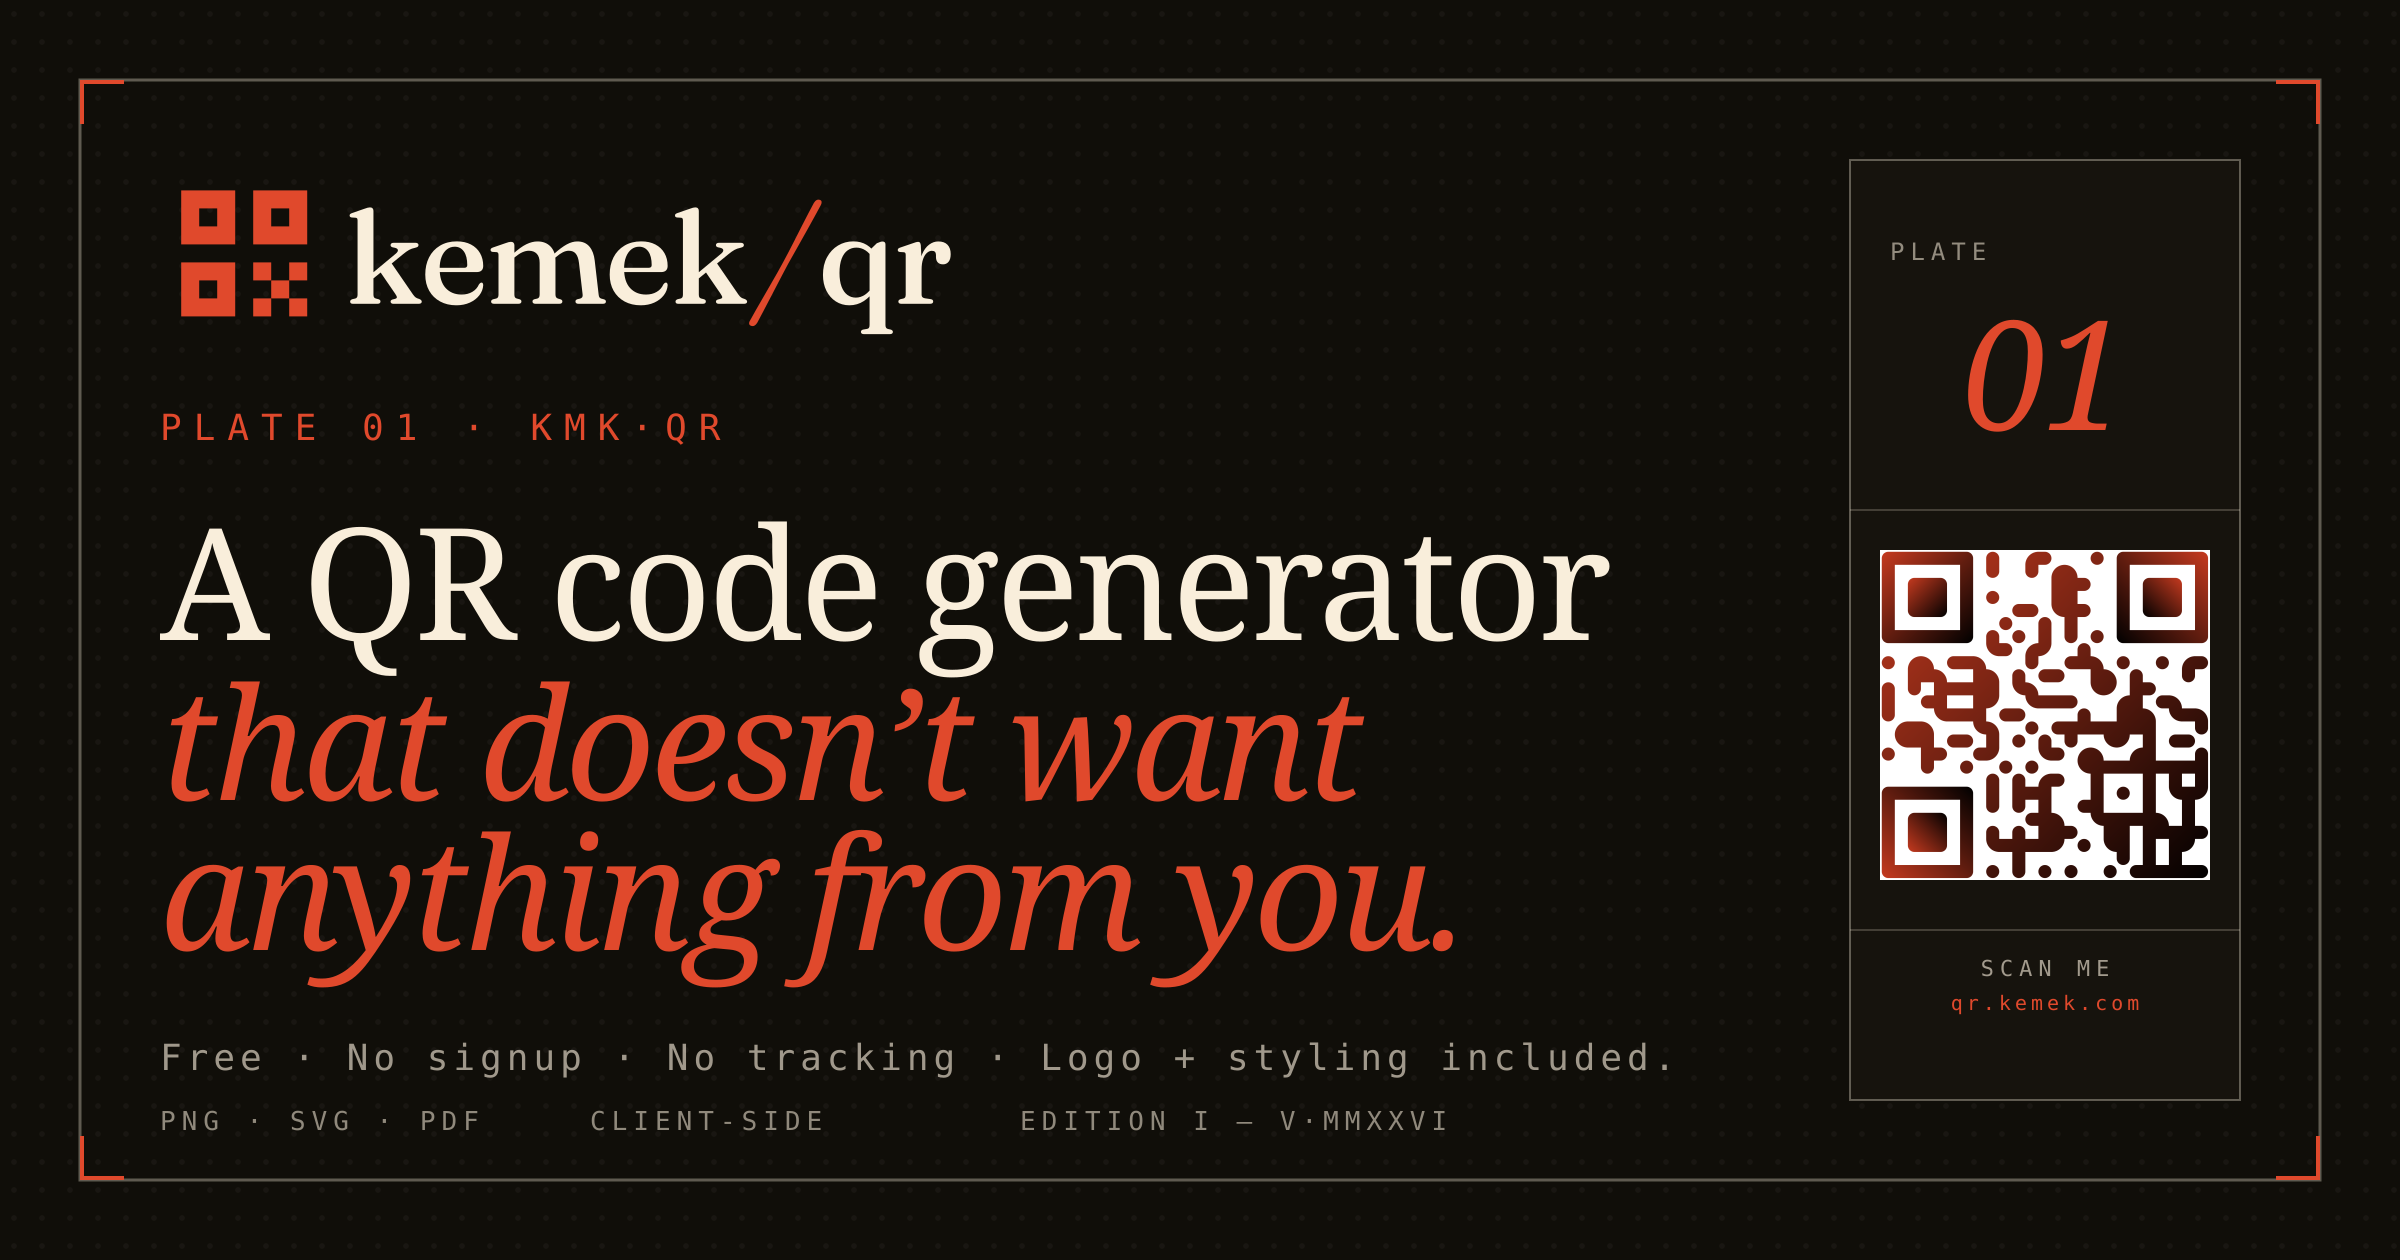 kemek/qr
PLATE 01 · KMK·QR
A QR code generator
that doesn’t want
anything from you.
Free · No signup · No tracking · Logo + styling included.
PNG · SVG · PDF
CLIENT-SIDE
EDITION I — V·MMXXVI
PLATE
01
SCAN ME
qr.kemek.com